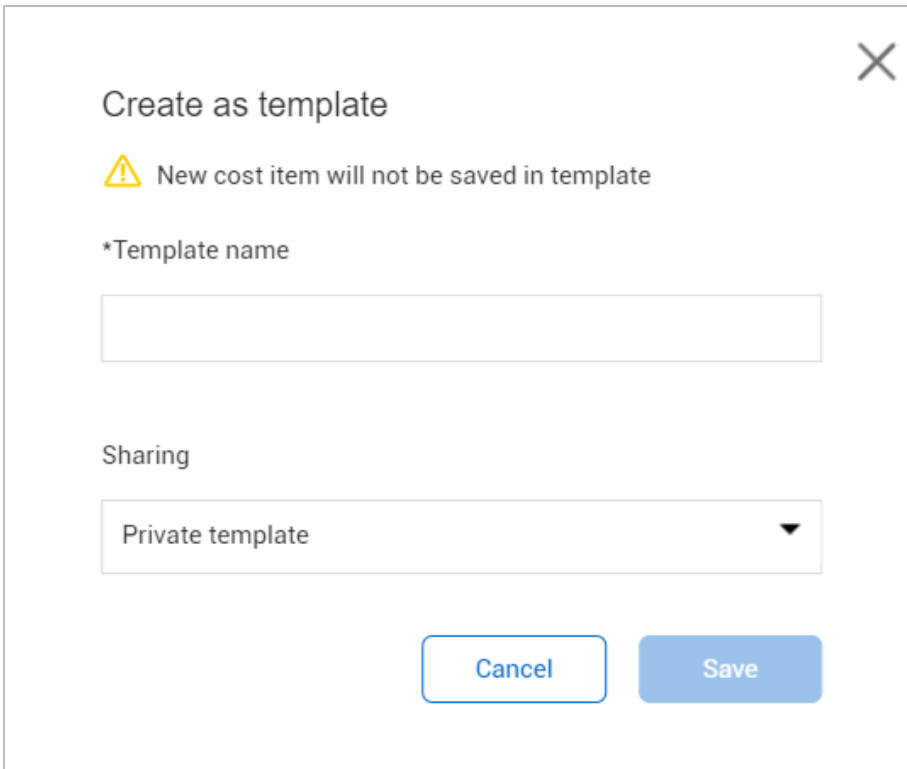 Create as template
New cost item will not be saved in template
*Template name
Sharing
Private template
Cancel
Save